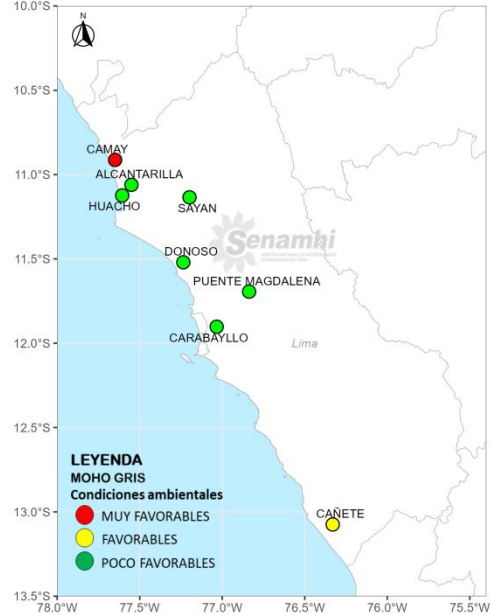 10.0°S
N
10.5°S
CAMAY
11.0°S
ALCANTARILLA
HUACHO
SAYAN
Senamhi
11.5°S
DONOSO
PUENTE MAGDALENA
12.0°S
CARABAYLLO
Lima
12.5°S
LEYENDA
MOHO GRIS
Condiciones ambientales
MUY FAVORABLES
FAVORABLES
POCO FAVORABLES
13.0°S
CAÑETE
13.5°S
78.0°W 77.5°W 77.0°W 76.5°W 76.0°W 75.5°W